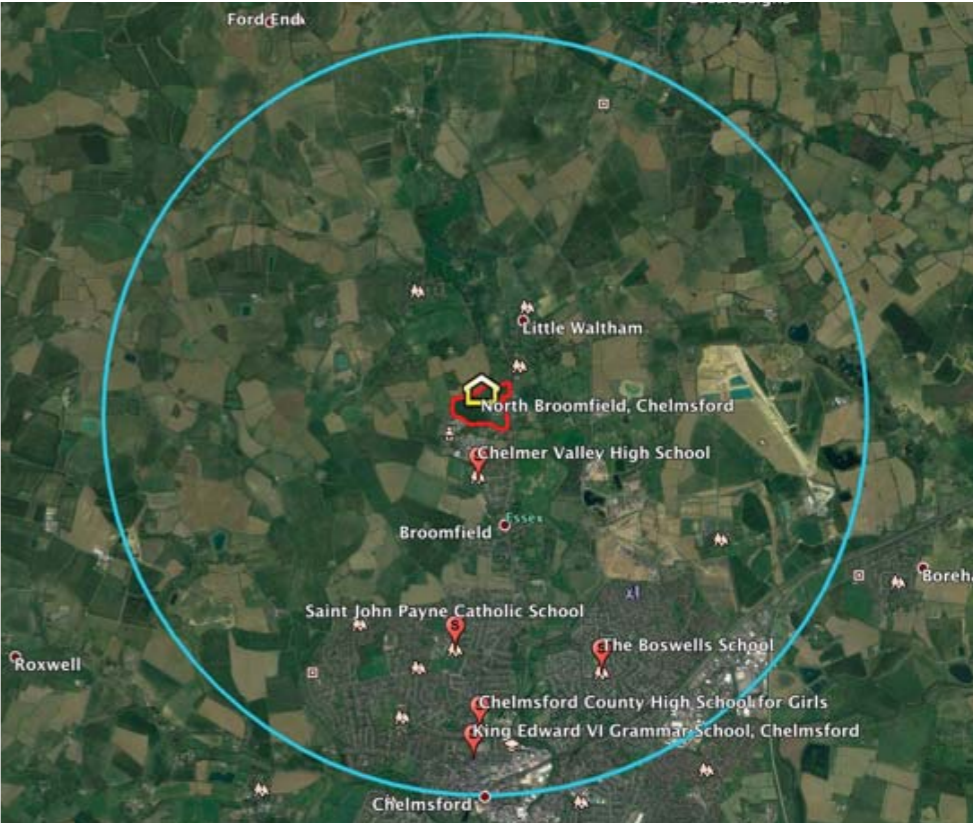 Ford End
Little Waltham
North Broomfield, Chelmsford
Chelmer Valley High School
Essex
Broomfield
Boreh
Saint John Payne Catholic School
The Boswells School
Roxwell
Chelmsford County High School for Girls
King Edward VI Grammar School, Chelmsford
Chelmsford